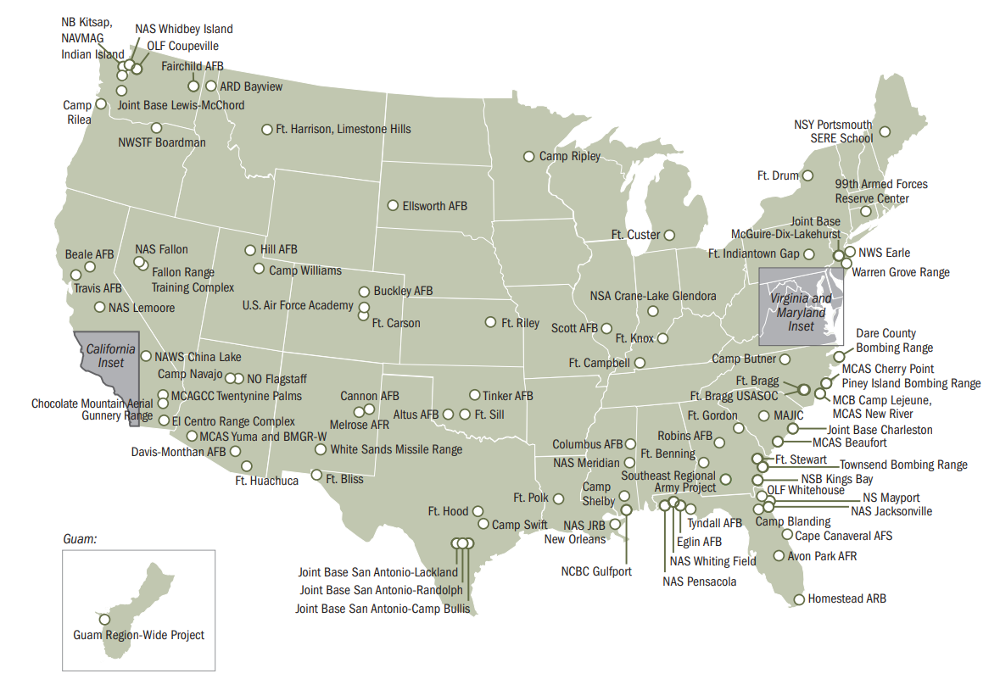 NB Kitsap,
NAVMAG
Indian Island
NAS Whidbey Island
OLF Coupeville
Fairchild AFB
ARD Bayview
Camp
Rilea
Joint Base Lewis-McChord
NWSTF Boardman
Ft. Harrison, Limestone Hills
Camp Ripley
NSY Portsmouth
SERE School
Ft. Drum
99th Armed Forces
Reserve Center
Ellsworth AFB
Ft. Custer
Joint Base
McGuire-Dix-Lakehurst
Ft. Indiantown Gap
NWS Earle
Warren Grove Range
Beale AFB
NAS Fallon
Hill AFB
Fallon Range
Training Complex
Camp Williams
Travis AFB
NAS Lemoore
Buckley AFB
U.S. Air Force Academy
Ft. Carson
Ft. Riley
NSA Crane-Lake Glendora
Scott AFB
Ft. Knox
Virginia and
Maryland
Inset
California
Inset
NAWS China Lake
Camp Navajo
NO Flagstaff
Ft. Campbell
Camp Butner
Dare County
Bombing Range
MCAS Cherry Point
Piney Island Bombing Range
Ft. Bragg
Ft. Bragg USASOC
MCB Camp Lejeune,
MCAS New River
MCAGCC Twentynine Palms
Chocolate Mountain Aerial
Gunnery Range
El Centro Range Complex
MCAS Yuma and BMGR-W
Cannon AFB
Melrose AFR
Tinker AFB
Altus AFB
Ft. Sill
Ft. Gordon
MAJIC
Joint Base Charleston
MCAS Beaufort
Davis-Monthan AFB
White Sands Missile Range
Columbus AFB
Robins AFB
Ft. Benning
NAS Meridian
Ft. Stewart
Townsend Bombing Range
Ft. Huachuca
Ft. Bliss
Southeast Regional
Army Project
NSB Kings Bay
OLF Whitehouse
NS Mayport
NAS Jacksonville
Ft. Polk
Camp
Shelby
Ft. Hood
Camp Swift
NAS JRB
New Orleans
Tyndall AFB
Camp Blanding
Eglin AFB
Cape Canaveral AFS
NAS Whiting Field
Avon Park AFR
NCBC Gulfport
NAS Pensacola
Homestead ARB
Joint Base San Antonio-Lackland
Joint Base San Antonio-Randolph
Joint Base San Antonio-Camp Bullis
Guam:
Guam Region-Wide Project